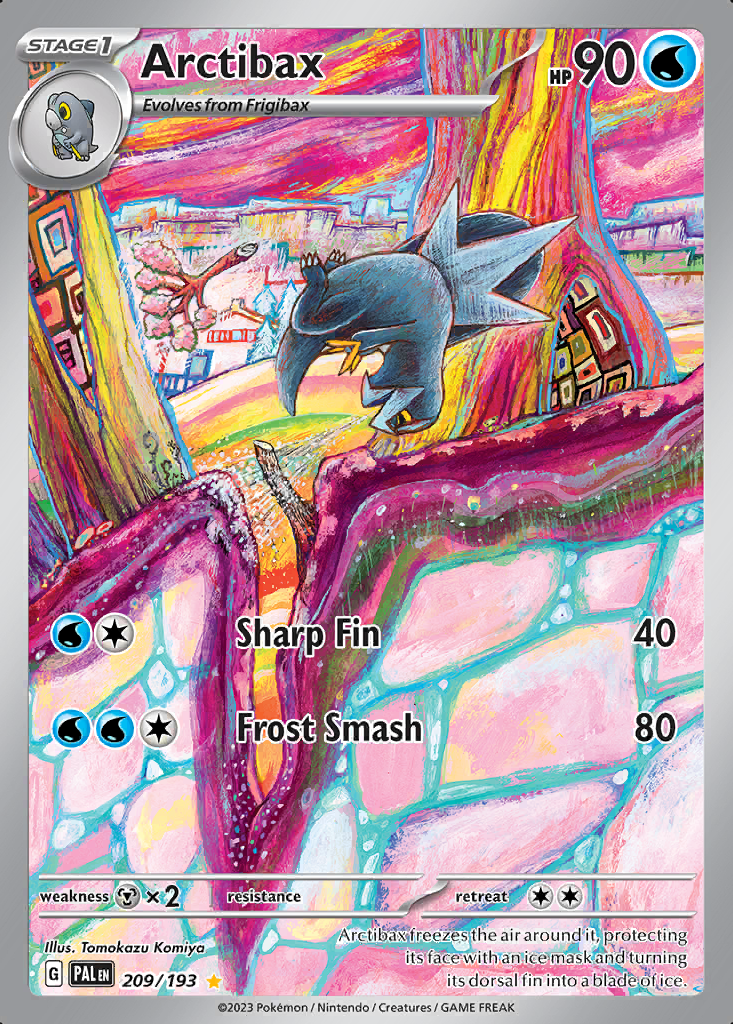 STAGE1
Arctibax
HP 90
Evolves from Frigibax
Sharp Fin 40
Frost Smash 80
weakness ×2 resistance retreat
Illus. Tomokazu Komiya
Arctibax freezes the air around it, protecting
its face with an ice mask and turning
its dorsal fin into a blade of ice.
G PAL EN 209/193
©2023 Pokémon / Nintendo / Creatures / GAME FREAK